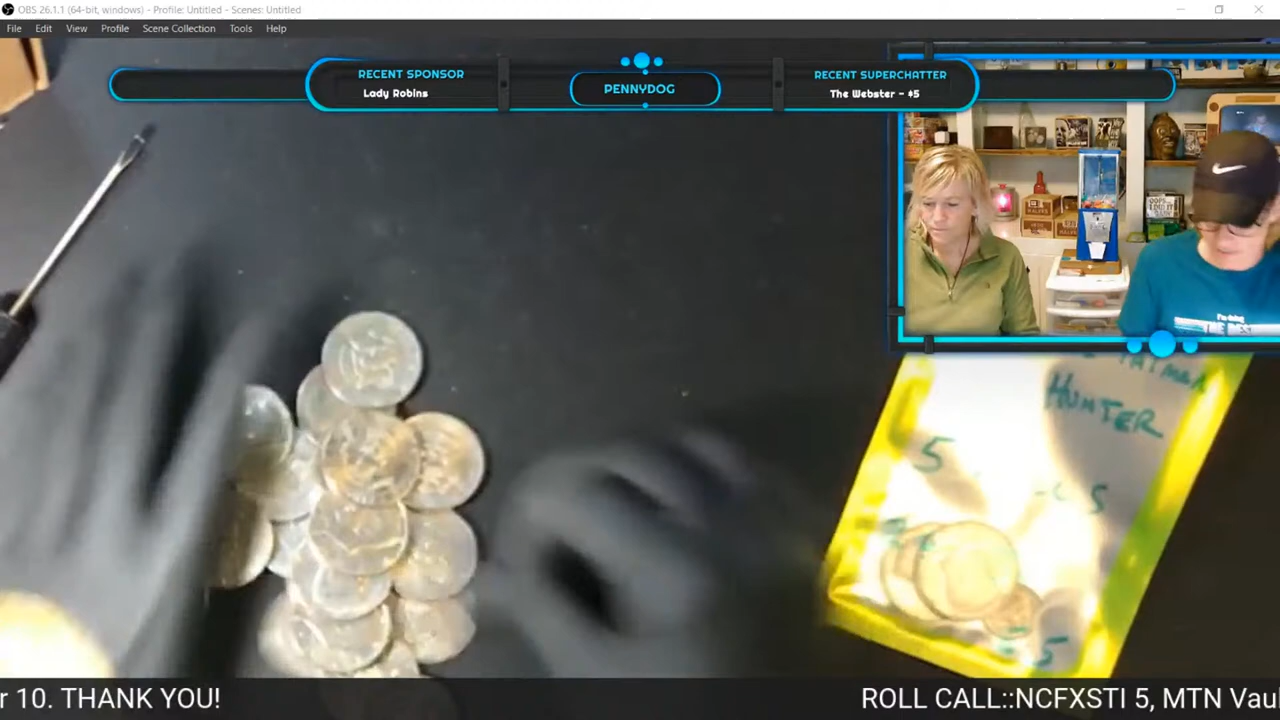 OBS 26.1.1 (64-bit, windows) - Profile: Untitled - Scenes: Untitled
File Edit View Profile Scene Collection Tools Help
RECENT SPONSOR
Lady Robins
PENNYDOG
RECENT SUPERCHATTER
The Webster - $5
HUNTER
5
5
5
r 10. THANK YOU!
ROLL CALL::NCFXSTI 5, MTN Vau